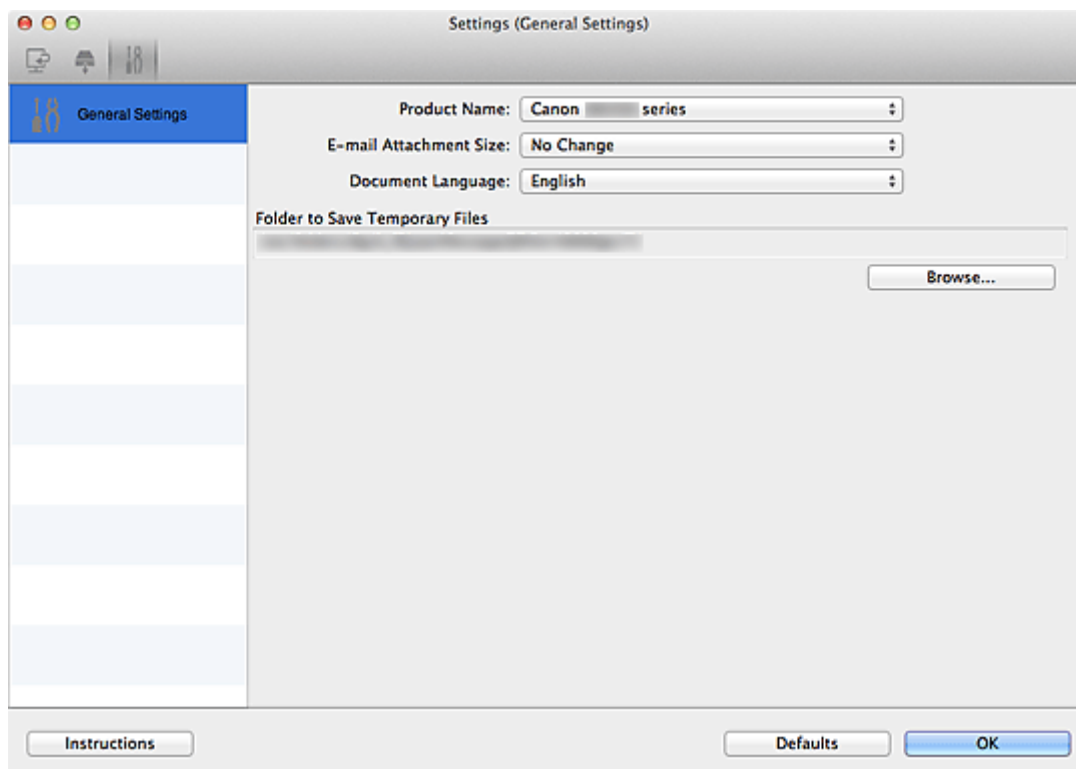 Settings (General Settings)
General Settings
Product Name: Canon series
E-mail Attachment Size: No Change
Document Language: English
Folder to Save Temporary Files
Browse...
Instructions
Defaults
OK